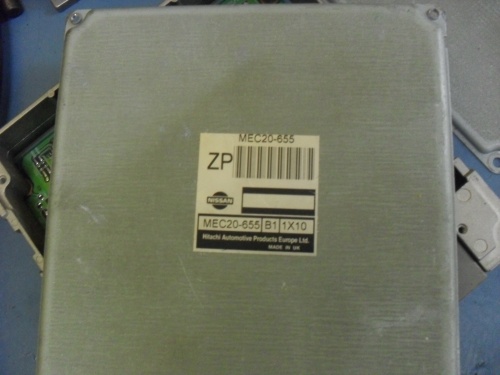 MEC20-655
ZP
NISSAN
MEC20-655 B1 1X10
Hitachi Automotive Products Europe Ltd.
MADE IN UK